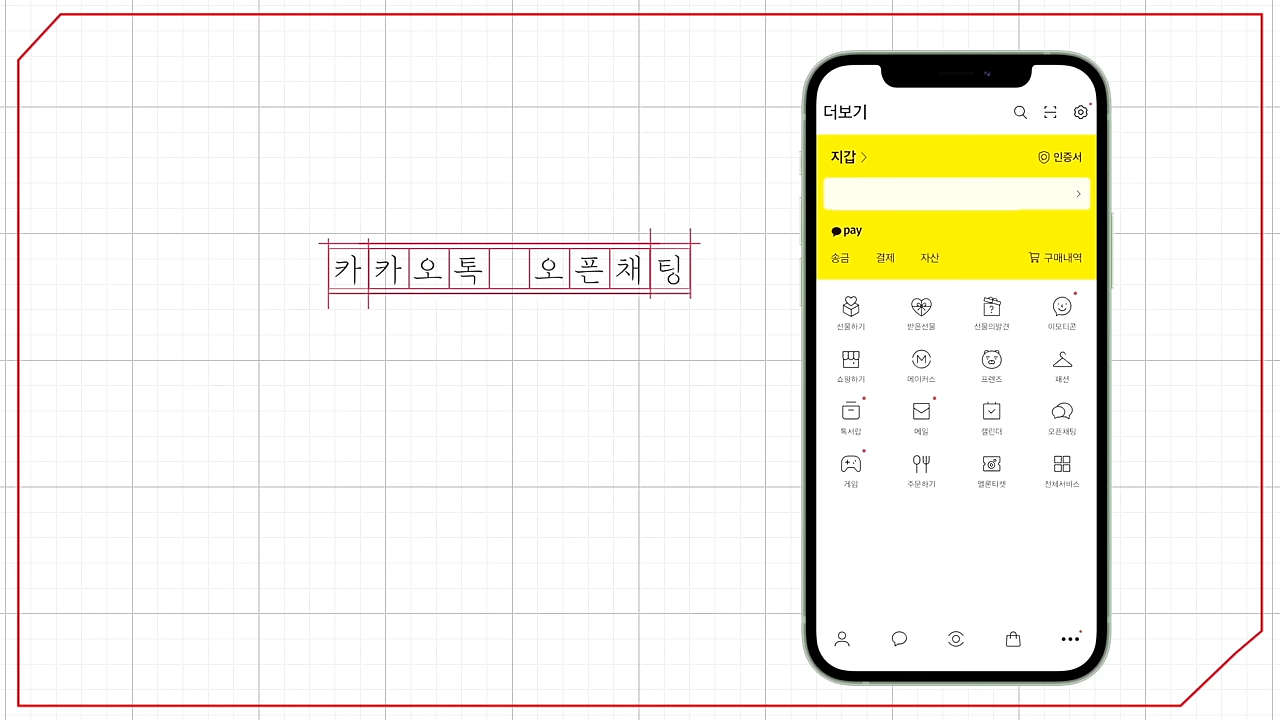 카카오톡 오픈채팅
더보기
지갑
인증서
pay
송금 결제 자산 구매내역
선물하기 받은선물 선물의발견 이모티콘
쇼핑하기 메이커스 프렌즈 패션
톡서랍 메일 캘린더 오픈채팅
게임 주문하기 멜론티켓 전체서비스